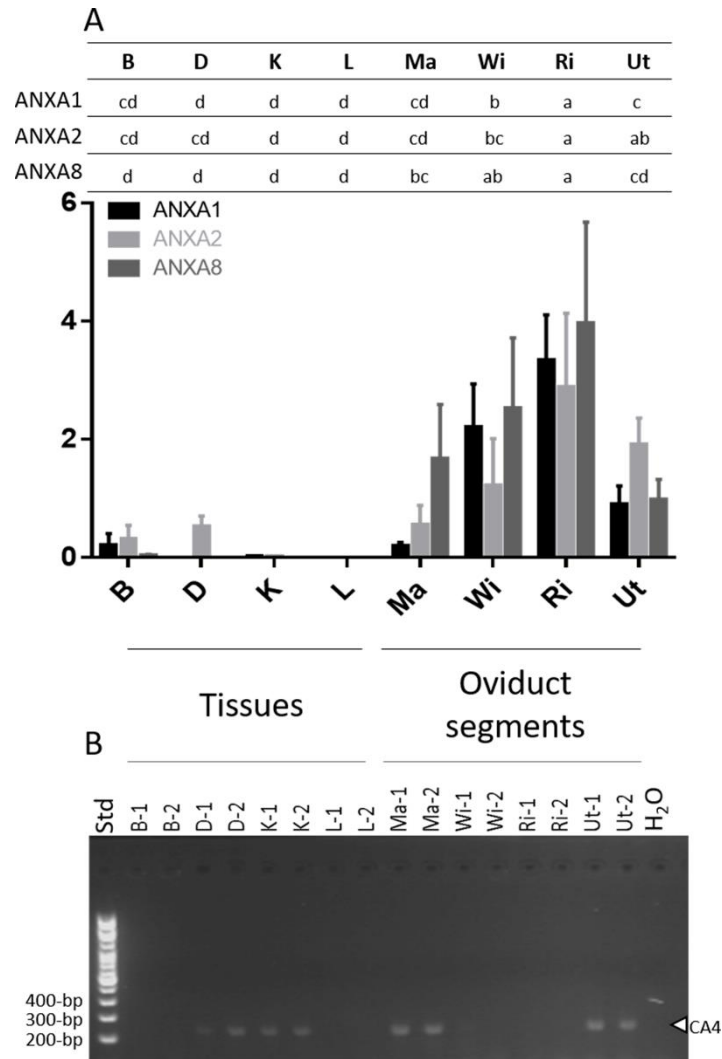 A
B D K L Ma Wi Ri Ut
ANXA1 cd d d d cd b a c
ANXA2 cd cd d d cd bc a ab
ANXA8 d d d d bc ab a cd
6
ANXA1
ANXA2
ANXA8
4
2
0
B D K L Ma Wi Ri Ut
Tissues
Oviduct
segments
B
Std B-1 B-2 D-1 D-2 K-1 K-2 L-1 L-2 Ma-1 Ma-2 Wi-1 Wi-2 Ri-1 Ri-2 Ut-1 Ut-2 H₂O
400-bp
300-bp
200-bp
CA4